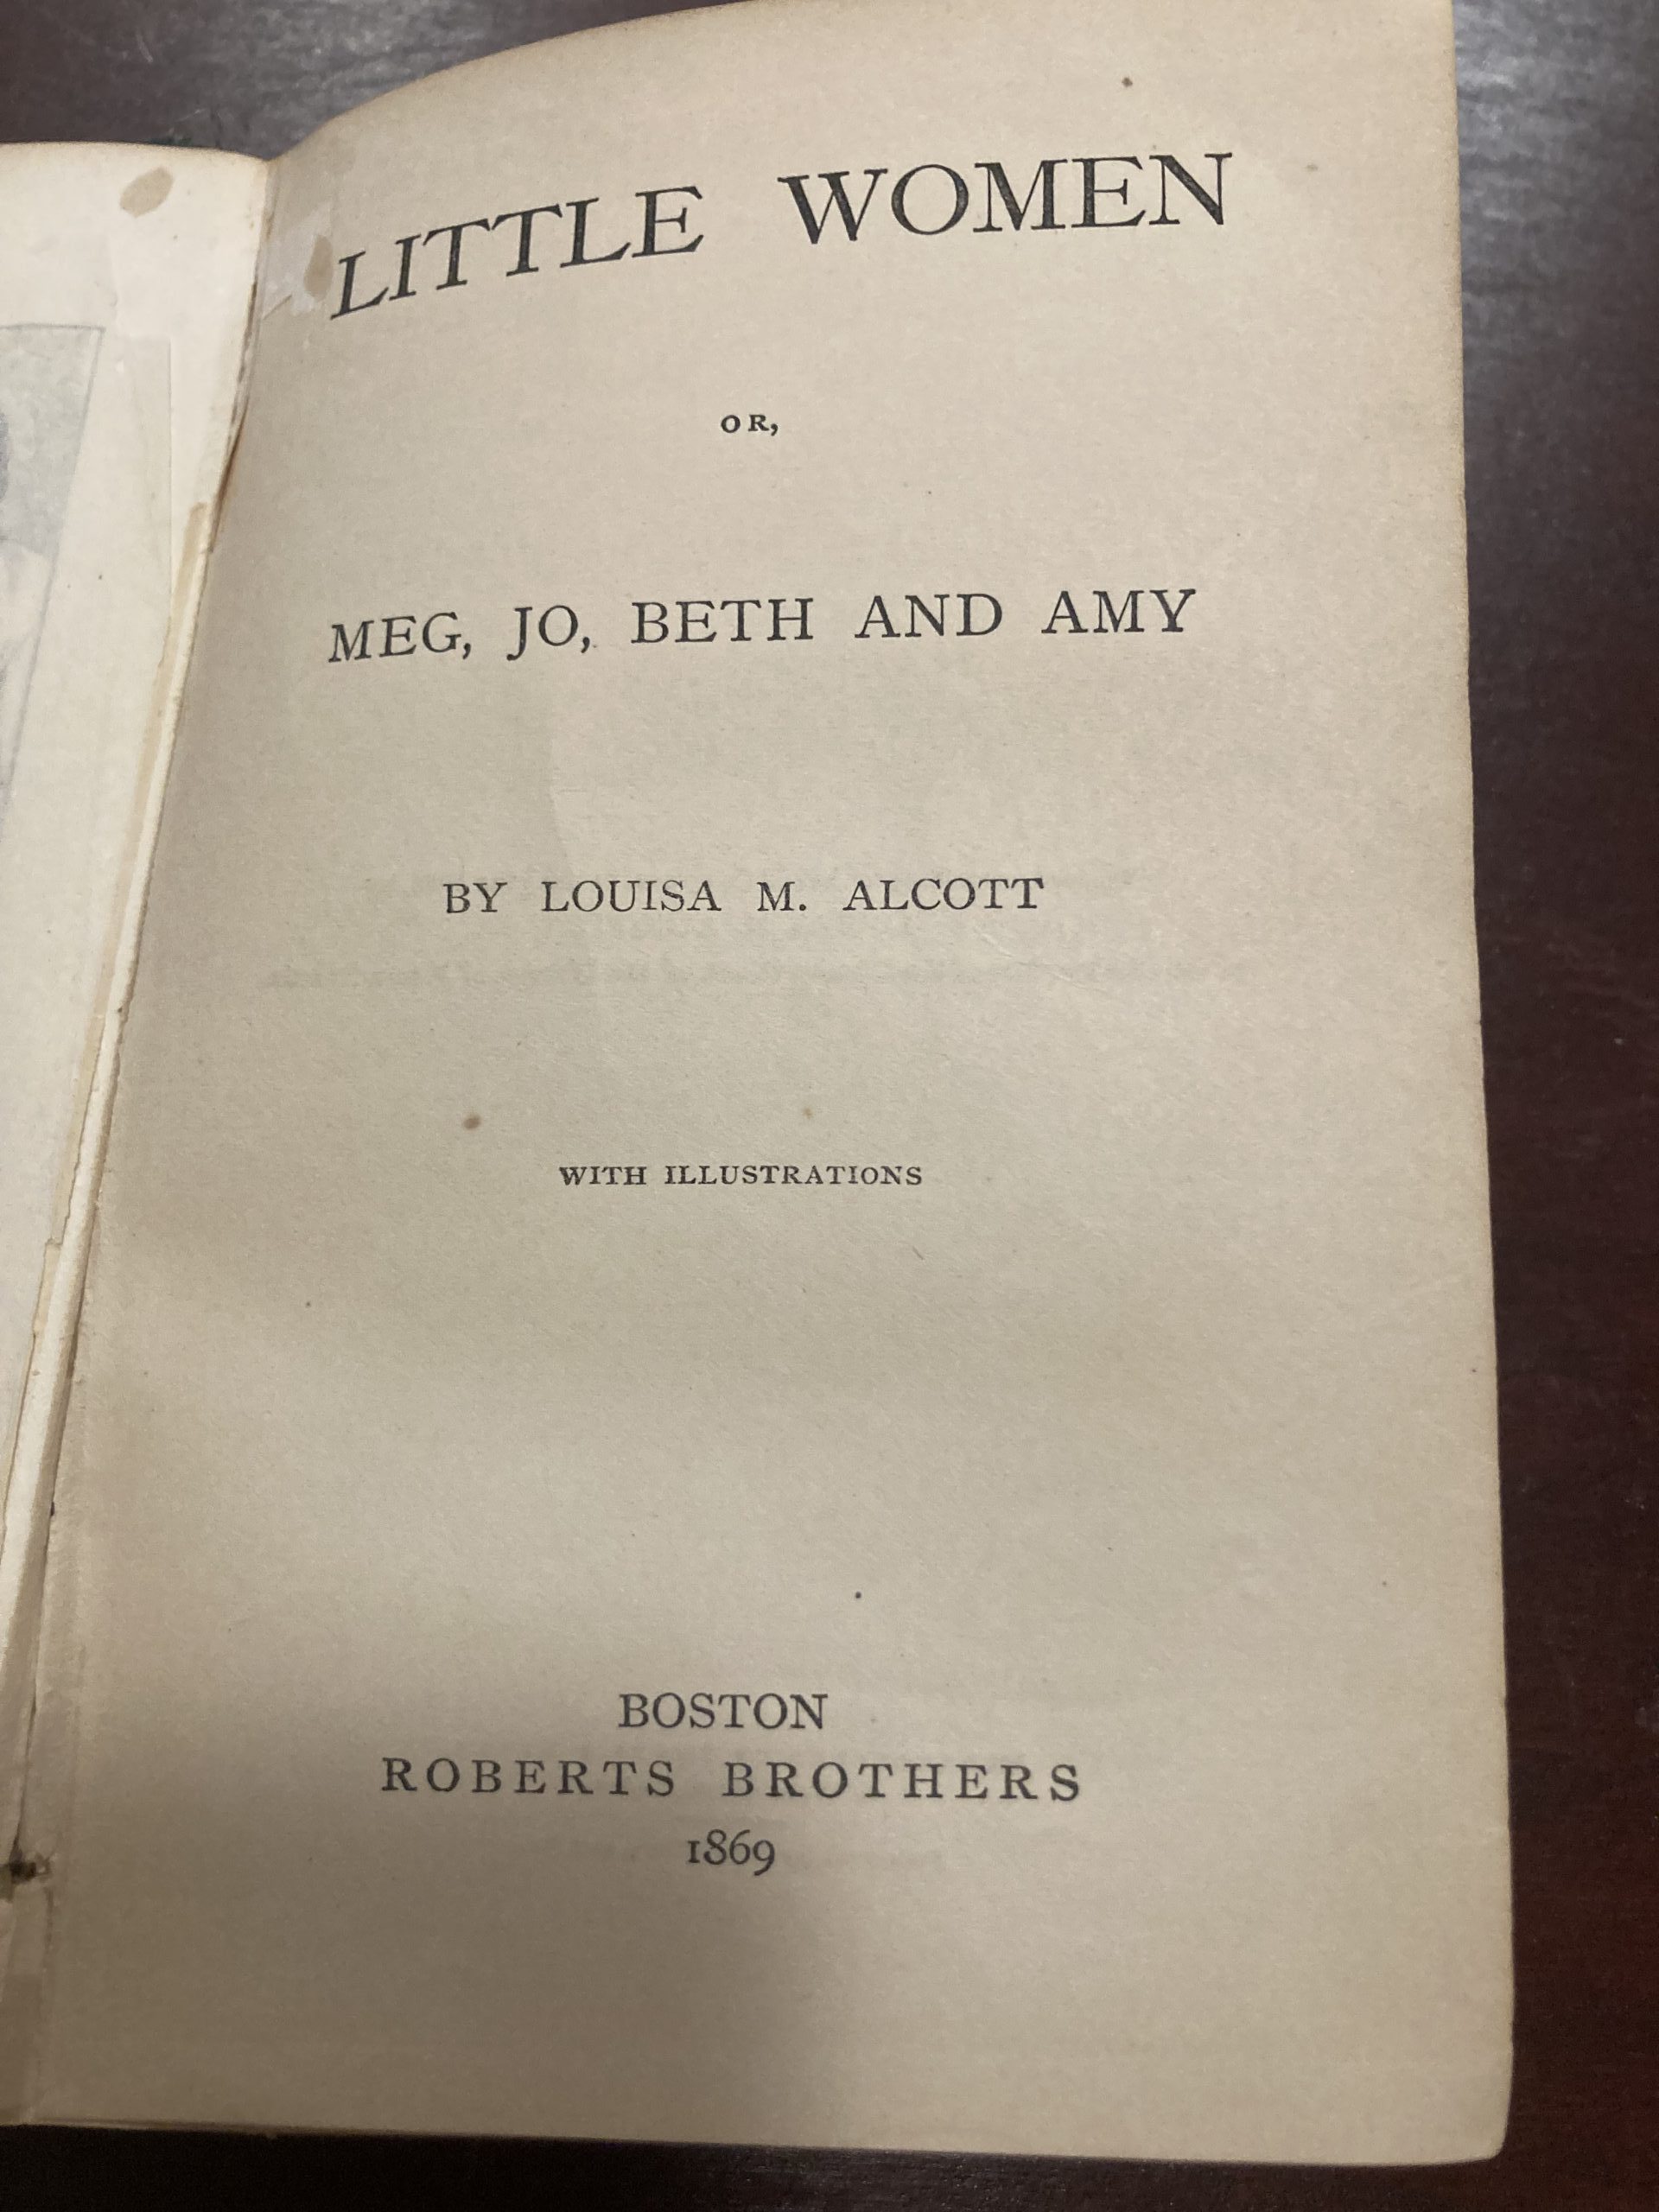 LITTLE WOMEN
OR,
MEG, JO, BETH AND AMY
BY LOUISA M. ALCOTT
WITH ILLUSTRATIONS
BOSTON
ROBERTS BROTHERS
1869